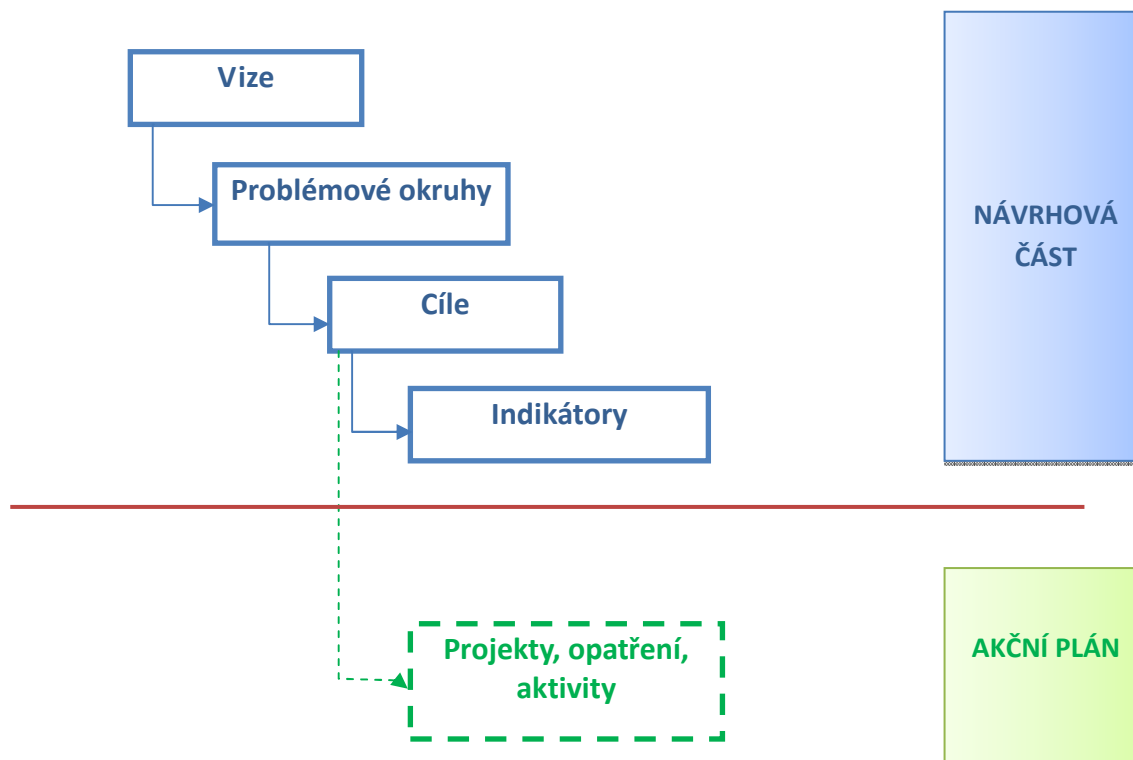 Vize
Problémové okruhy
Cíle
Indikátory
NÁVRHOVÁ
ČÁST
Projekty, opatření,
aktivity
AKČNÍ PLÁN